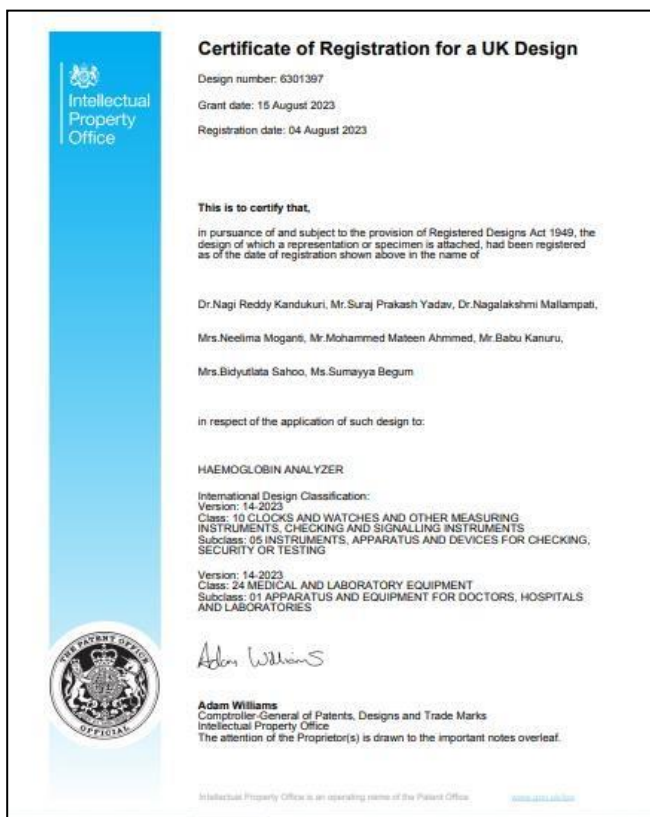 Intellectual
Property
Office
Certificate of Registration for a UK Design
Design number: 6301397
Grant date: 15 August 2023
Registration date: 04 August 2023
This is to certify that,
in pursuance of and subject to the provision of Registered Designs Act 1949, the
design of which a representation or specimen is attached, had been registered
as of the date of registration shown above in the name of
Dr.Nagi Reddy Kandukuri, Mr.Suraj Prakash Yadav, Dr.Nagalakshmi Mallampati,
Mrs.Neelima Moganti, Mr.Mohammed Mateen Ahmmed, Mr.Babu Kanuru,
Mrs.Bidyutlata Sahoo, Ms.Sumayya Begum
in respect of the application of such design to:
HAEMOGLOBIN ANALYZER
International Design Classification:
Version: 14-2023
Class: 10 CLOCKS AND WATCHES AND OTHER MEASURING
INSTRUMENTS, CHECKING AND SIGNALLING INSTRUMENTS
Subclass: 05 INSTRUMENTS, APPARATUS AND DEVICES FOR CHECKING,
SECURITY OR TESTING
Version: 14-2023
Class: 24 MEDICAL AND LABORATORY EQUIPMENT
Subclass: 01 APPARATUS AND EQUIPMENT FOR DOCTORS, HOSPITALS
AND LABORATORIES
Adam Williams
Adam Williams
Comptroller-General of Patents, Designs and Trade Marks
Intellectual Property Office
The attention of the Proprietor(s) is drawn to the important notes overleaf.
THE PATENT OFFICE
OFFICIAL
Intellectual Property Office is an operating name of the Patent Office